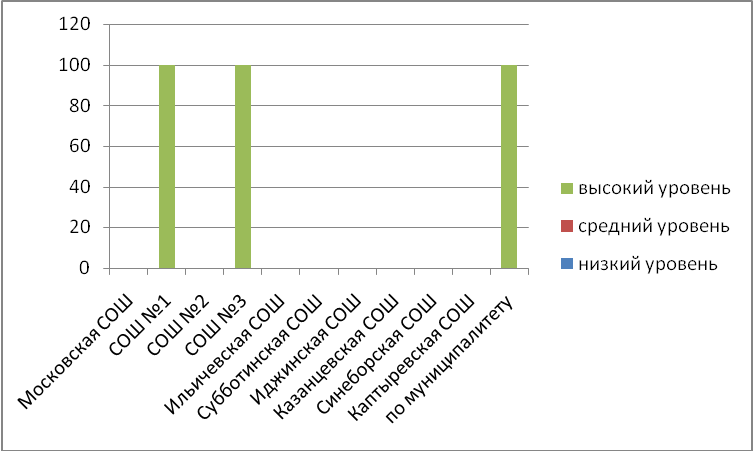 120
100
80
60
40
20
0
Московская СОШ
СОШ №1
СОШ №2
СОШ №3
Ильичевская СОШ
Субботинская СОШ
Иджинская СОШ
Казанцевская СОШ
Синеборская СОШ
Каптыревская СОШ
по муниципалитету
высокий уровень
средний уровень
низкий уровень